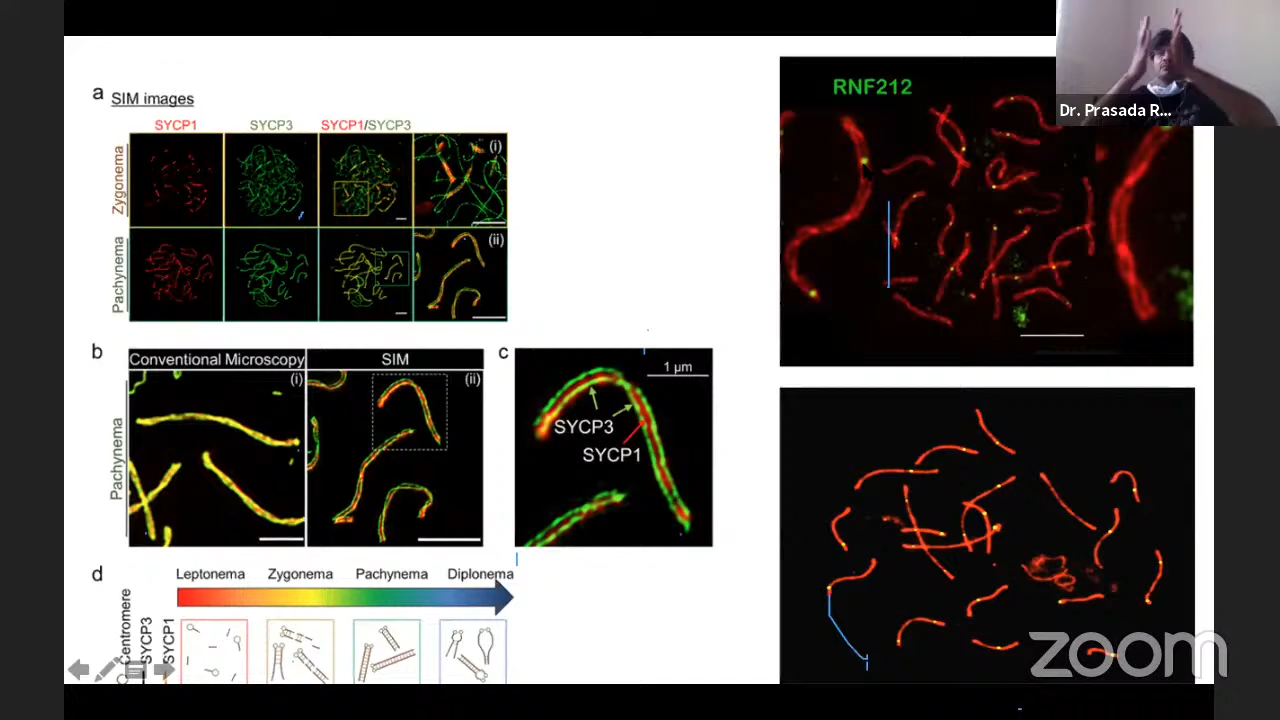 a SIM images
SYCP1 SYCP3 SYCP1/SYCP3
Zygonema
(i)
Pachynema
(ii)
b
Conventional Microscopy SIM
(i) (ii)
Pachynema
c
1 μm
SYCP3
SYCP1
d
Leptonema Zygonema Pachynema Diplonema
Centromere
SYCP3
SYCP1
RNF212
Dr. Prasada R...
zoom